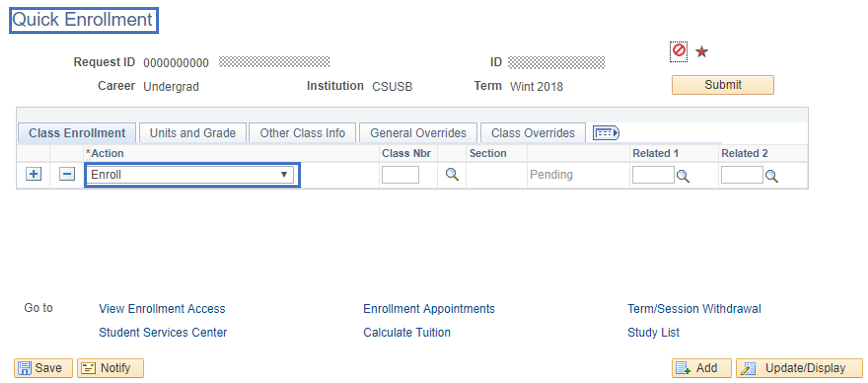 Quick Enrollment
Request ID 0000000000 ID
Career Undergrad Institution CSUSB Term Wint 2018 Submit
Class Enrollment Units and Grade Other Class Info General Overrides Class Overrides
*Action Class Nbr Section Related 1 Related 2
Enroll Pending
Go to View Enrollment Access Enrollment Appointments Term/Session Withdrawal
Student Services Center Calculate Tuition Study List
Save Notify Add Update/Display